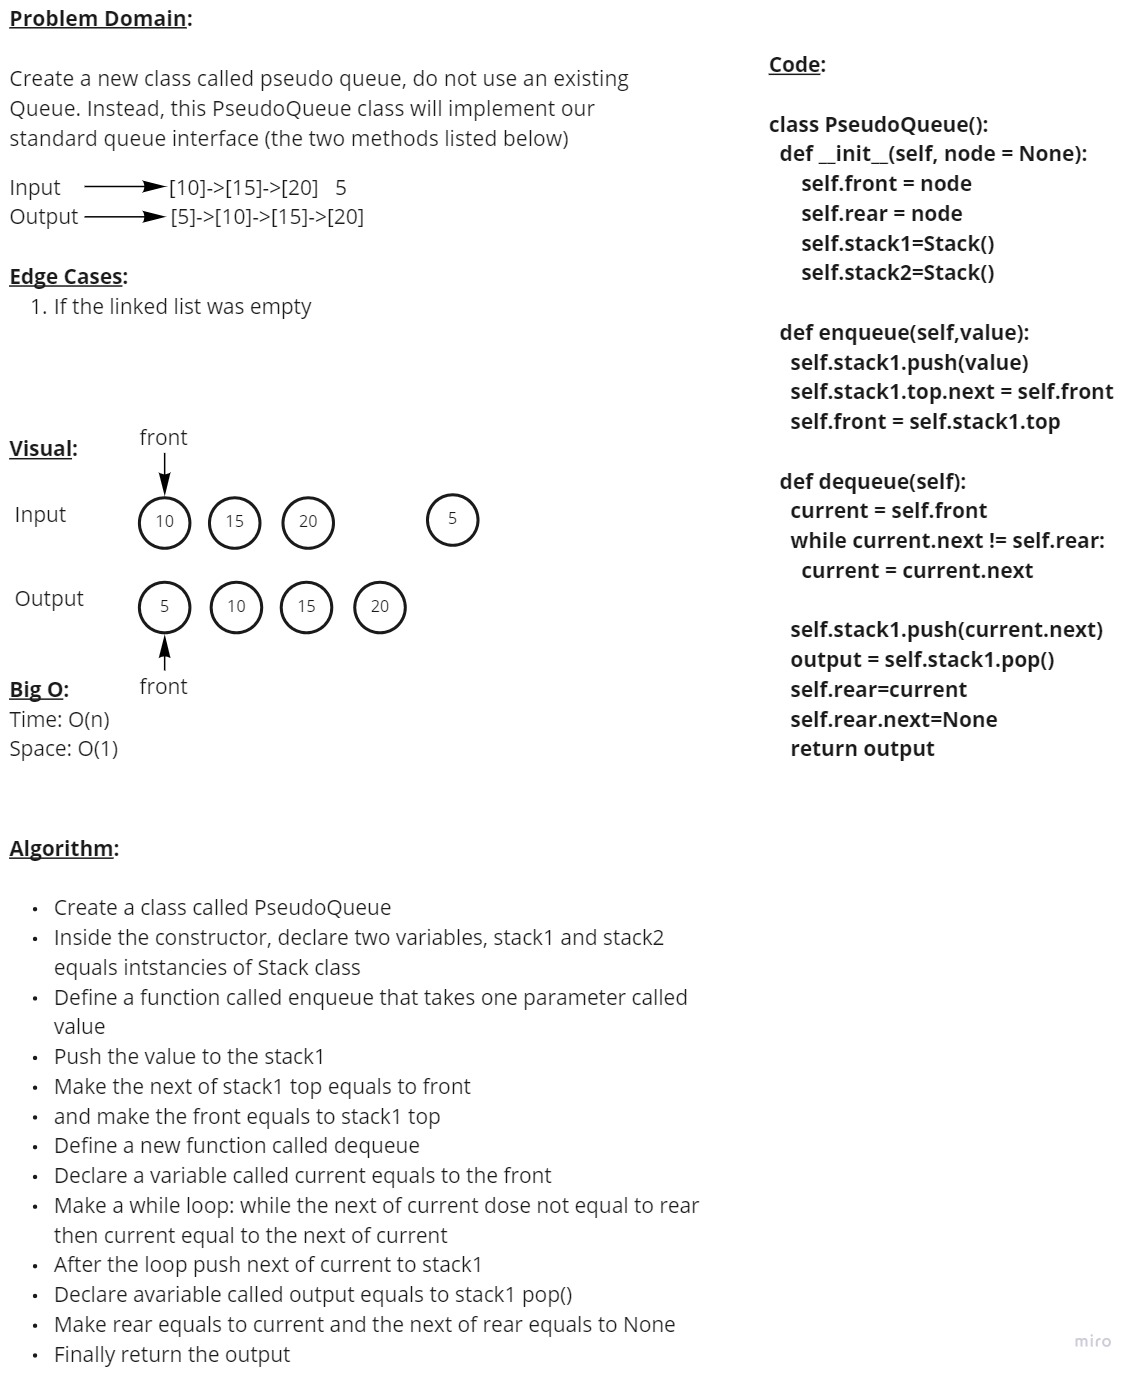 Problem Domain:
Create a new class called pseudo queue, do not use an existing
Queue. Instead, this PseudoQueue class will implement our
standard queue interface (the two methods listed below)
Input [10]->[15]->[20] 5
Output [5]->[10]->[15]->[20]
Edge Cases:
1. If the linked list was empty
Visual:
front
Input
10 15 20 5
Output
5 10 15 20
front
Big O:
Time: O(n)
Space: O(1)
Algorithm:
• Create a class called PseudoQueue
• Inside the constructor, declare two variables, stack1 and stack2
equals intstancies of Stack class
• Define a function called enqueue that takes one parameter called
value
• Push the value to the stack1
• Make the next of stack1 top equals to front
• and make the front equals to stack1 top
• Define a new function called dequeue
• Declare a variable called current equals to the front
• Make a while loop: while the next of current dose not equal to rear
then current equal to the next of current
• After the loop push next of current to stack1
• Declare avariable called output equals to stack1 pop()
• Make rear equals to current and the next of rear equals to None
• Finally return the output
Code:
class PseudoQueue():
def __init__(self, node = None):
self.front = node
self.rear = node
self.stack1=Stack()
self.stack2=Stack()
def enqueue(self,value):
self.stack1.push(value)
self.stack1.top.next = self.front
self.front = self.stack1.top
def dequeue(self):
current = self.front
while current.next != self.rear:
current = current.next
self.stack1.push(current.next)
output = self.stack1.pop()
self.rear=current
self.rear.next=None
return output
miro